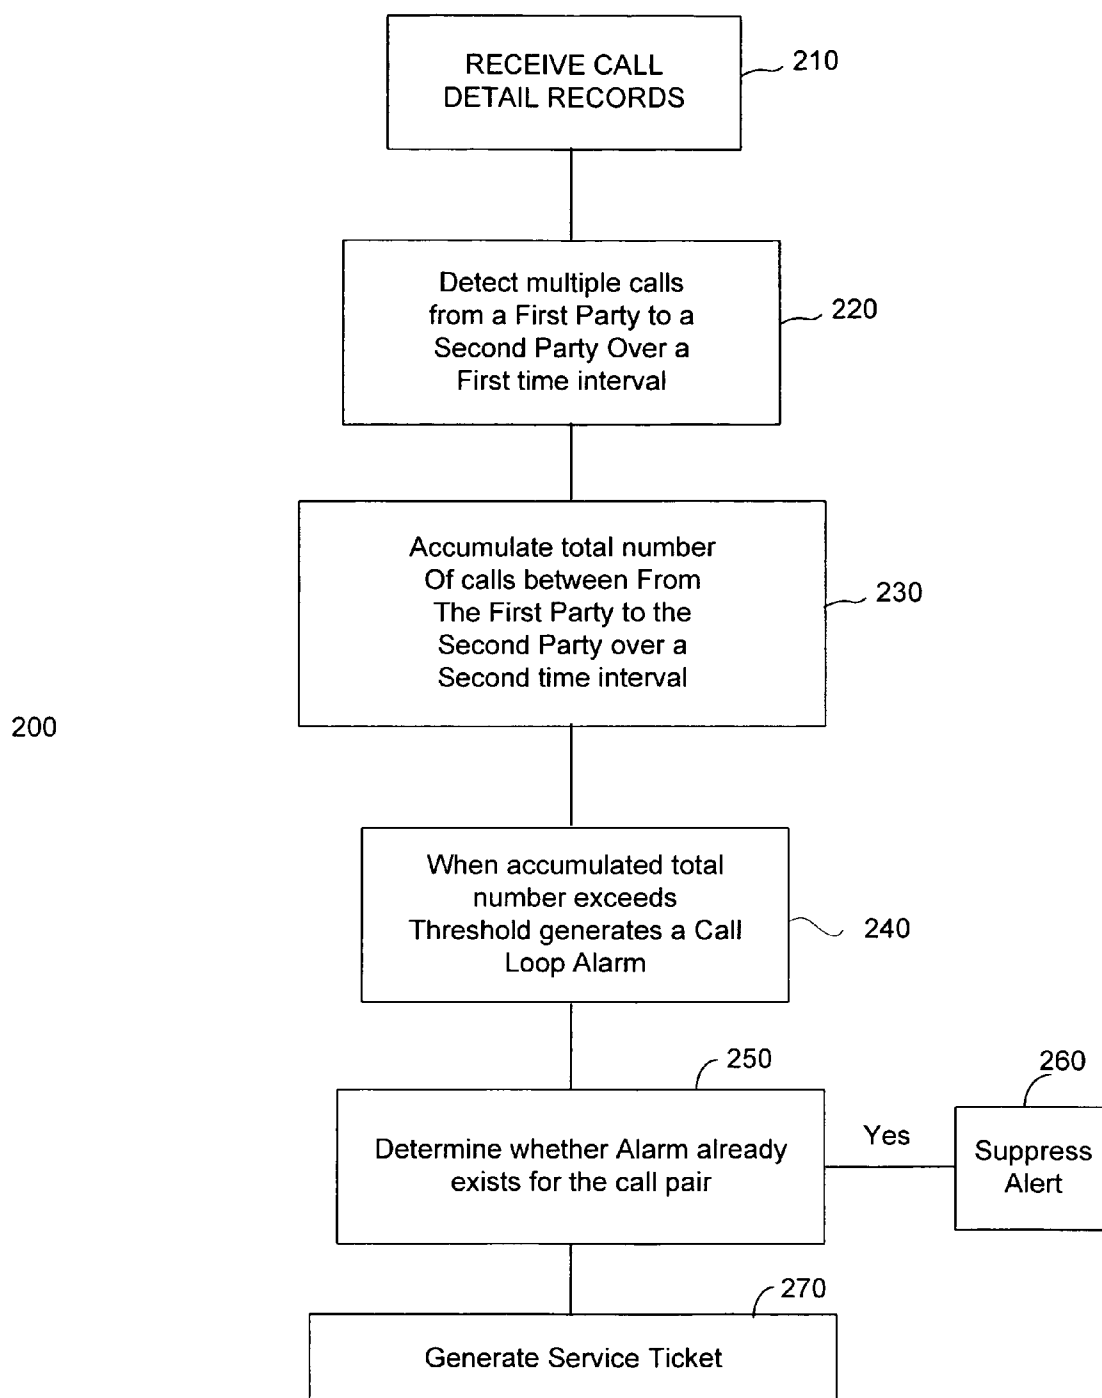 RECEIVE CALL
DETAIL RECORDS
210
Detect multiple calls
from a First Party to a
Second Party Over a
First time interval
220
Accumulate total number
Of calls between From
The First Party to the
Second Party over a
Second time interval
230
200
When accumulated total
number exceeds
Threshold generates a Call
Loop Alarm
240
250
260
Determine whether Alarm already
exists for the call pair
Yes
Suppress
Alert
270
Generate Service Ticket